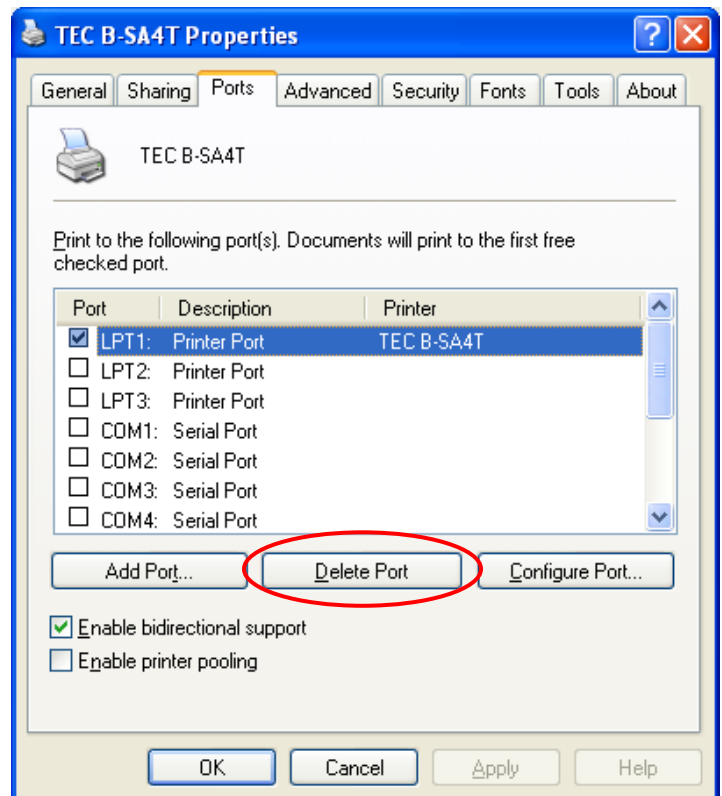 TEC B-SA4T Properties
General Sharing Ports Advanced Security Fonts Tools About
TEC B-SA4T
Print to the following port(s). Documents will print to the first free
checked port.
Port Description Printer
LPT1: Printer Port TEC B-SA4T
LPT2: Printer Port
LPT3: Printer Port
COM1: Serial Port
COM2: Serial Port
COM3: Serial Port
COM4: Serial Port
Add Port... Delete Port Configure Port...
Enable bidirectional support
Enable printer pooling
OK Cancel Apply Help